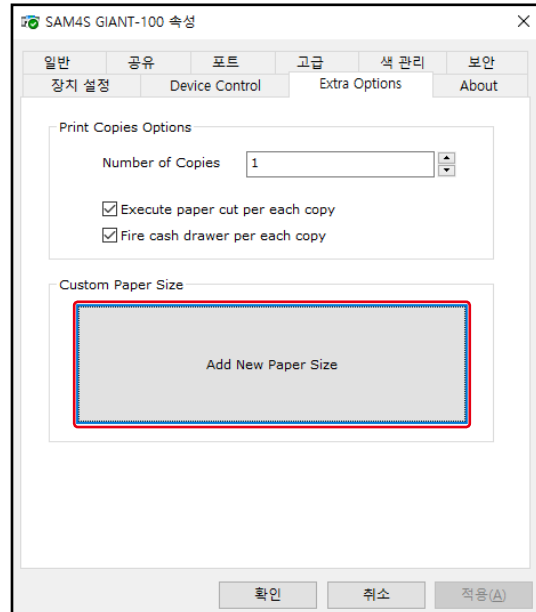 SAM4S GIANT-100 속성
일반 공유 포트 고급 색 관리 보안
장치 설정 Device Control Extra Options About
Print Copies Options
Number of Copies 1
Execute paper cut per each copy
Fire cash drawer per each copy
Custom Paper Size
Add New Paper Size
확인 취소 적용(A)